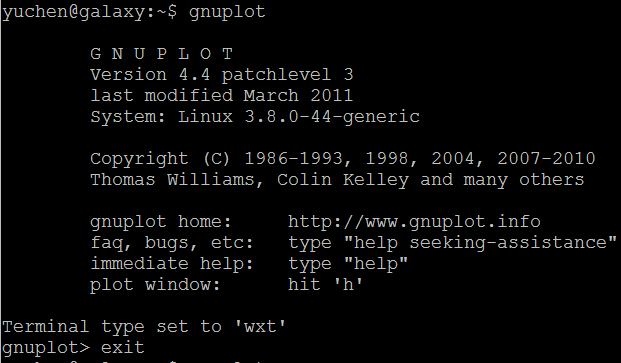 yuchen@galaxy:~$ gnuplot
G N U P L O T
Version 4.4 patchlevel 3
last modified March 2011
System: Linux 3.8.0-44-generic
Copyright (C) 1986-1993, 1998, 2004, 2007-2010
Thomas Williams, Colin Kelley and many others
gnuplot home:     http://www.gnuplot.info
faq, bugs, etc:   type "help seeking-assistance"
immediate help:   type "help"
plot window:      hit 'h'
Terminal type set to 'wxt'
gnuplot> exit